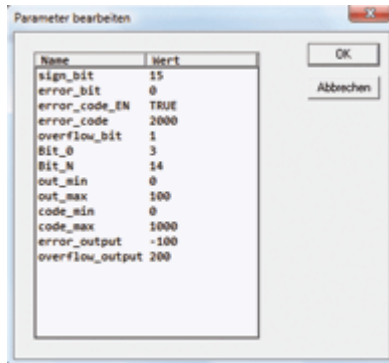 Parameter bearbeiten
OK
Abbrechen
Name Wert
sign_bit 15
error_bit 0
error_code_EN TRUE
error_code 2000
overflow_bit 1
Bit_0 3
Bit_N 14
out_min 0
out_max 100
code_min 0
code_max 1000
error_output -100
overflow_output 200